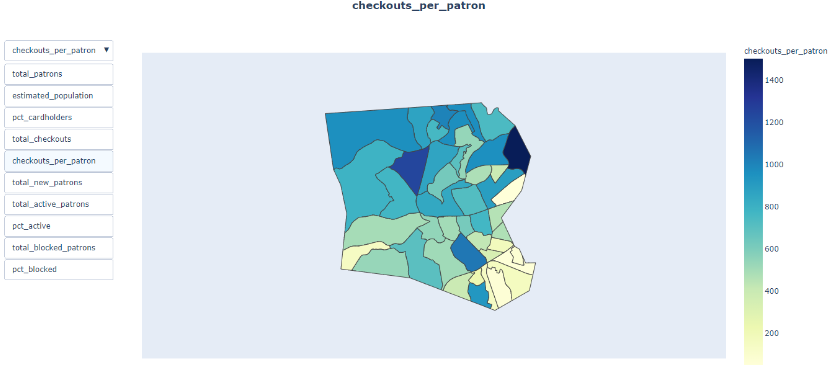 checkouts_per_patron
checkouts_per_patron ▼
total_patrons
estimated_population
pct_cardholders
total_checkouts
checkouts_per_patron
total_new_patrons
total_active_patrons
pct_active
total_blocked_patrons
pct_blocked
checkouts_per_patron
1400
1200
1000
800
600
400
200